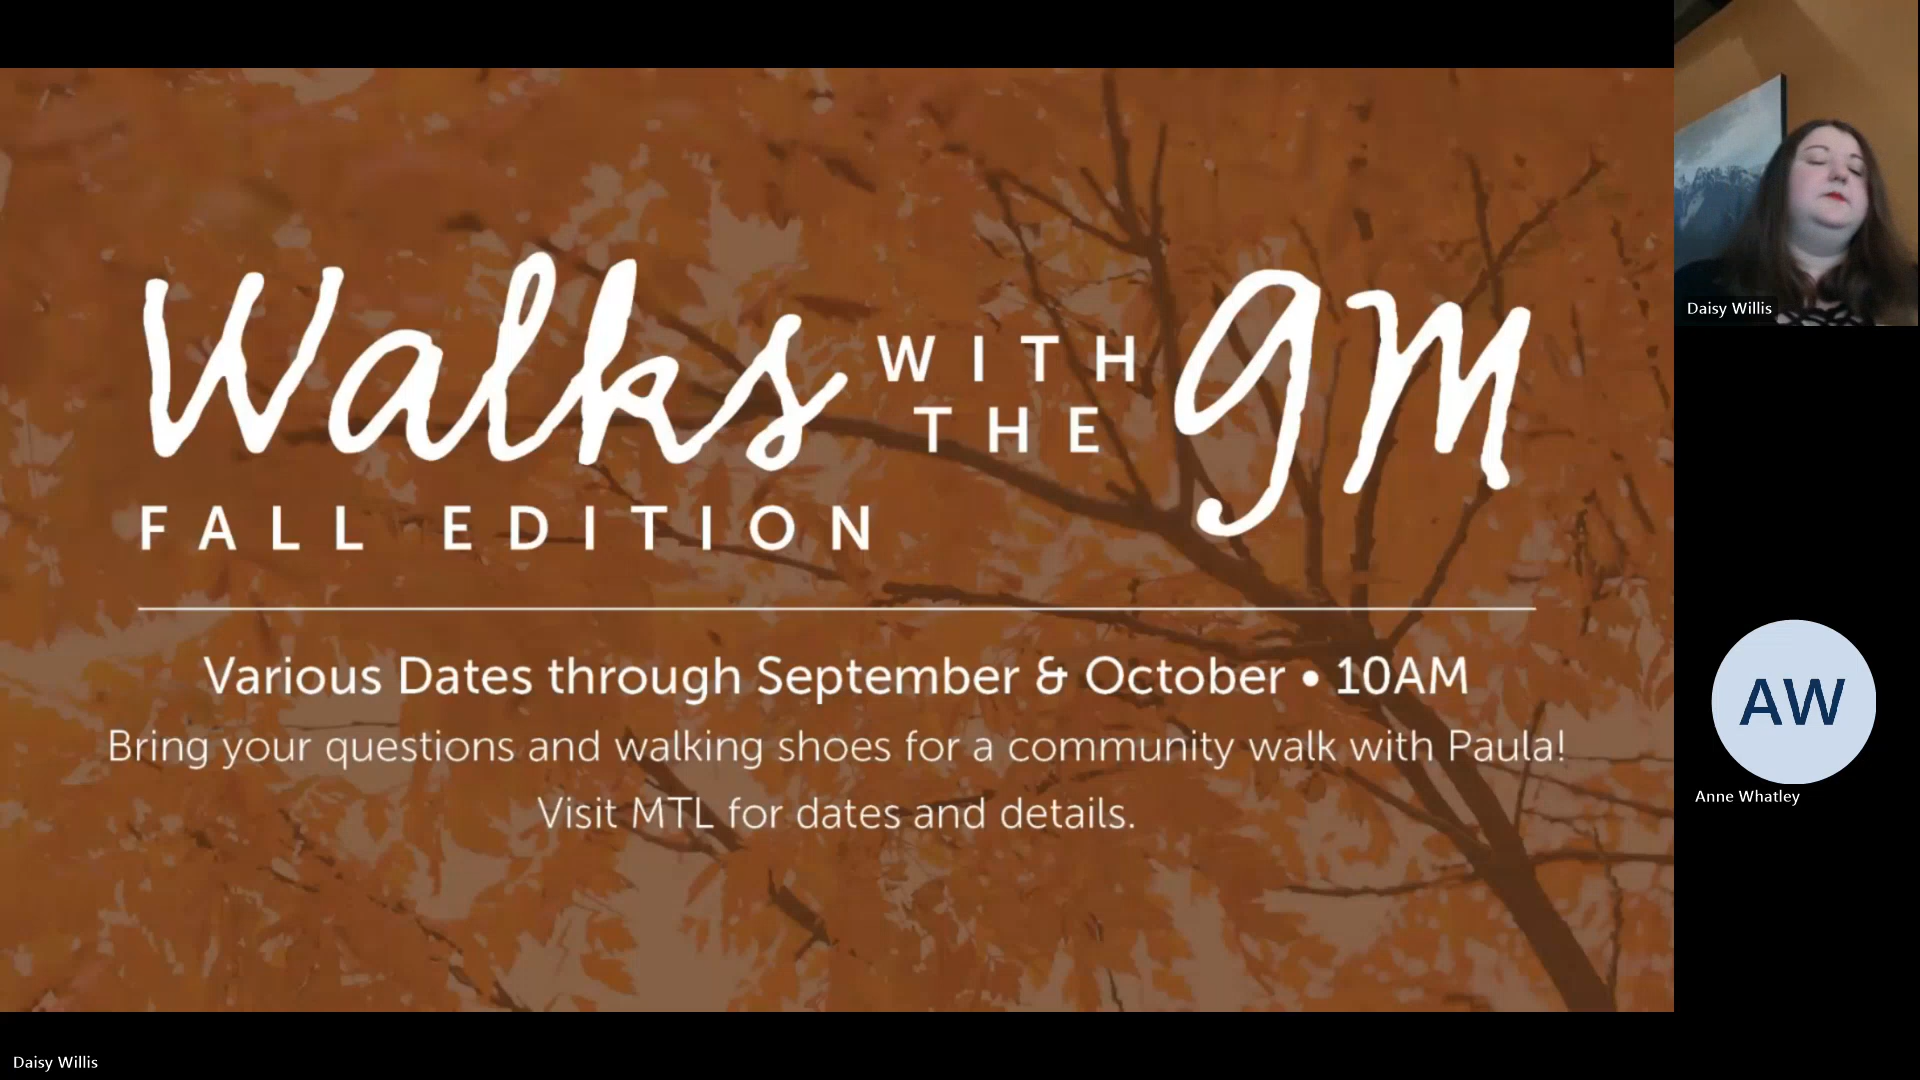 Walks WITH THE gm
FALL EDITION
Various Dates through September & October • 10AM
Bring your questions and walking shoes for a community walk with Paula!
Visit MTL for dates and details.
Daisy Willis
AW
Anne Whatley
Daisy Willis